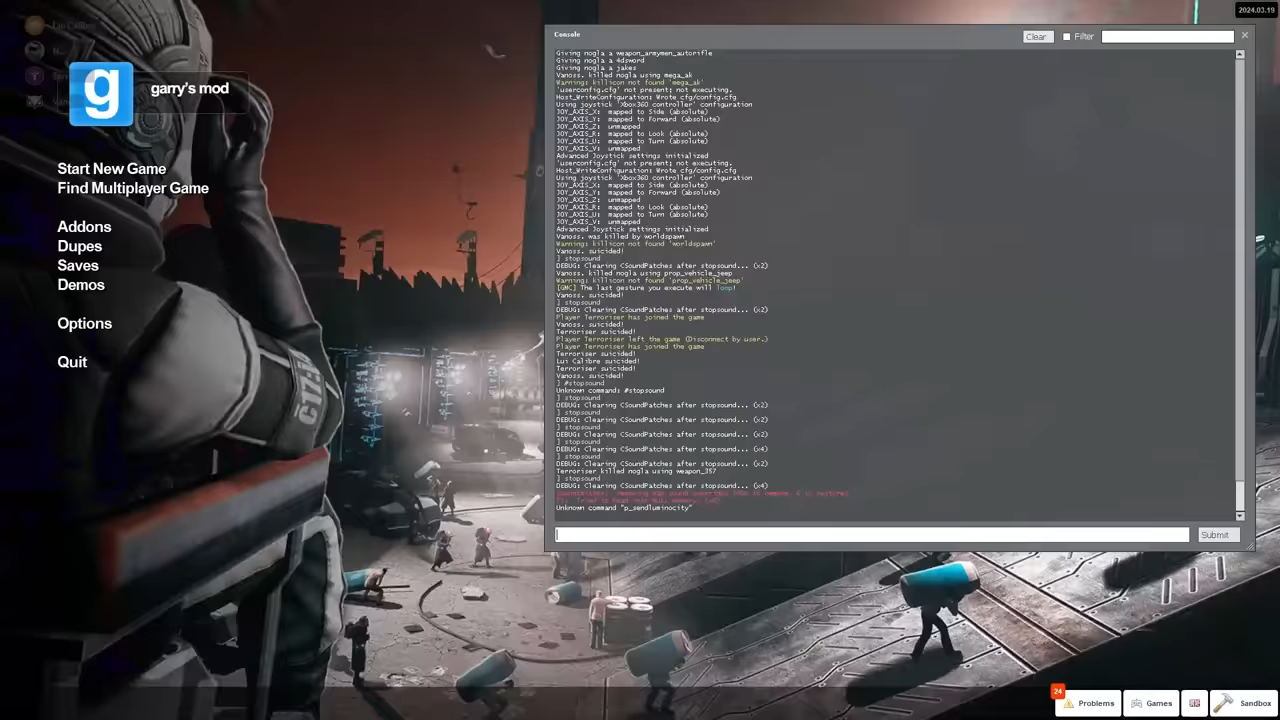 2024.03.19
Console
Clear
Filter
garry's mod
Start New Game
Find Multiplayer Game
Addons
Dupes
Saves
Demos
Options
Quit
Giving nogla a weapon_armymen_autorifle
Giving nogla a 4dsword
Giving nogla a jakes
Vanoss. killed nogla using mega_ak
Warning: killicon not found 'mega_ak'
'userconfig.cfg' not present; not executing.
Host_WriteConfiguration: Wrote cfg/config.cfg
Using joystick 'Xbox360 controller' configuration
JOY_AXIS_X: mapped to Side (absolute)
JOY_AXIS_Y: mapped to Forward (absolute)
JOY_AXIS_Z: unmapped
JOY_AXIS_R: mapped to Look (absolute)
JOY_AXIS_U: mapped to Turn (absolute)
JOY_AXIS_V: unmapped
Advanced Joystick settings initialized
'userconfig.cfg' not present; not executing.
Host_WriteConfiguration: Wrote cfg/config.cfg
Using joystick 'Xbox360 controller' configuration
JOY_AXIS_X: mapped to Side (absolute)
JOY_AXIS_Y: mapped to Forward (absolute)
JOY_AXIS_Z: unmapped
JOY_AXIS_R: mapped to Look (absolute)
JOY_AXIS_U: mapped to Turn (absolute)
JOY_AXIS_V: unmapped
Advanced Joystick settings initialized
Vanoss. was killed by worldspawn
Warning: killicon not found 'worldspawn'
Vanoss. suicided!
] stopsound
DEBUG: Clearing CSoundPatches after stopsound... (x2)
Vanoss. killed nogla using prop_vehicle_jeep
Warning: killicon not found 'prop_vehicle_jeep'
[GMC] The last gesture you execute will loop!
Vanoss. suicided!
] stopsound
DEBUG: Clearing CSoundPatches after stopsound... (x2)
Player Terroriser has joined the game
Vanoss. suicided!
Terroriser suicided!
Player Terroriser left the game (Disconnect by user.)
Player Terroriser has joined the game
Terroriser suicided!
Lui Calibre suicided!
Terroriser suicided!
Vanoss. suicided!
] #stopsound
Unknown command: #stopsound
] stopsound
DEBUG: Clearing CSoundPatches after stopsound... (x2)
] stopsound
DEBUG: Clearing CSoundPatches after stopsound... (x2)
] stopsound
DEBUG: Clearing CSoundPatches after stopsound... (x2)
] stopsound
DEBUG: Clearing CSoundPatches after stopsound... (x4)
] stopsound
DEBUG: Clearing CSoundPatches after stopsound... (x2)
Terroriser killed nogla using weapon_357
] stopsound
DEBUG: Clearing CSoundPatches after stopsound... (x4)
Unknown command "p_sendluminocity"
Submit
24
Problems
Games
Sandbox